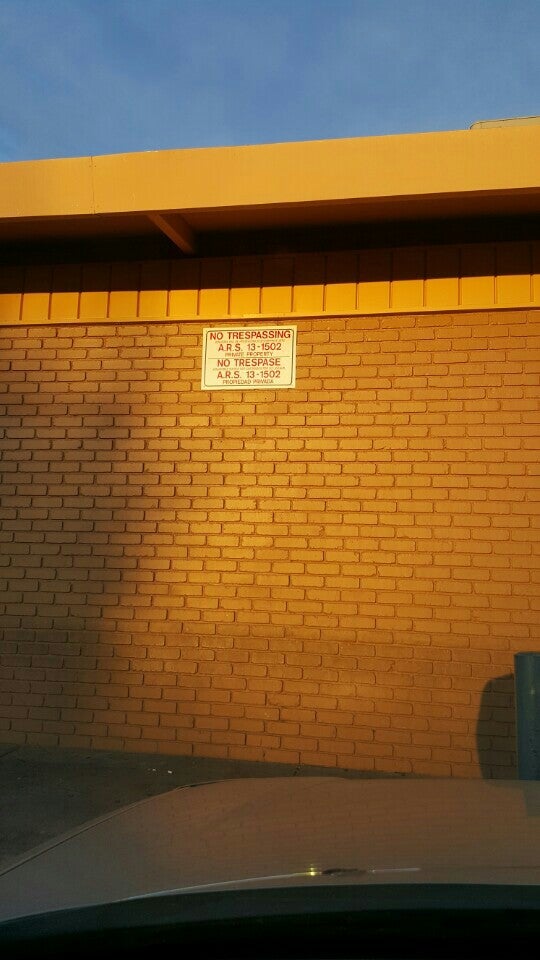 NO TRESPASSING
A.R.S. 13-1502
PRIVATE PROPERTY
NO TRESPASE
A.R.S. 13-1502
PROPIEDAD PRIVADA